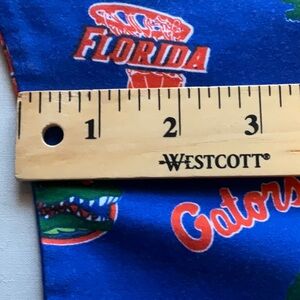 FLORIDA
1 2 3
WESTCOTT®
Gators